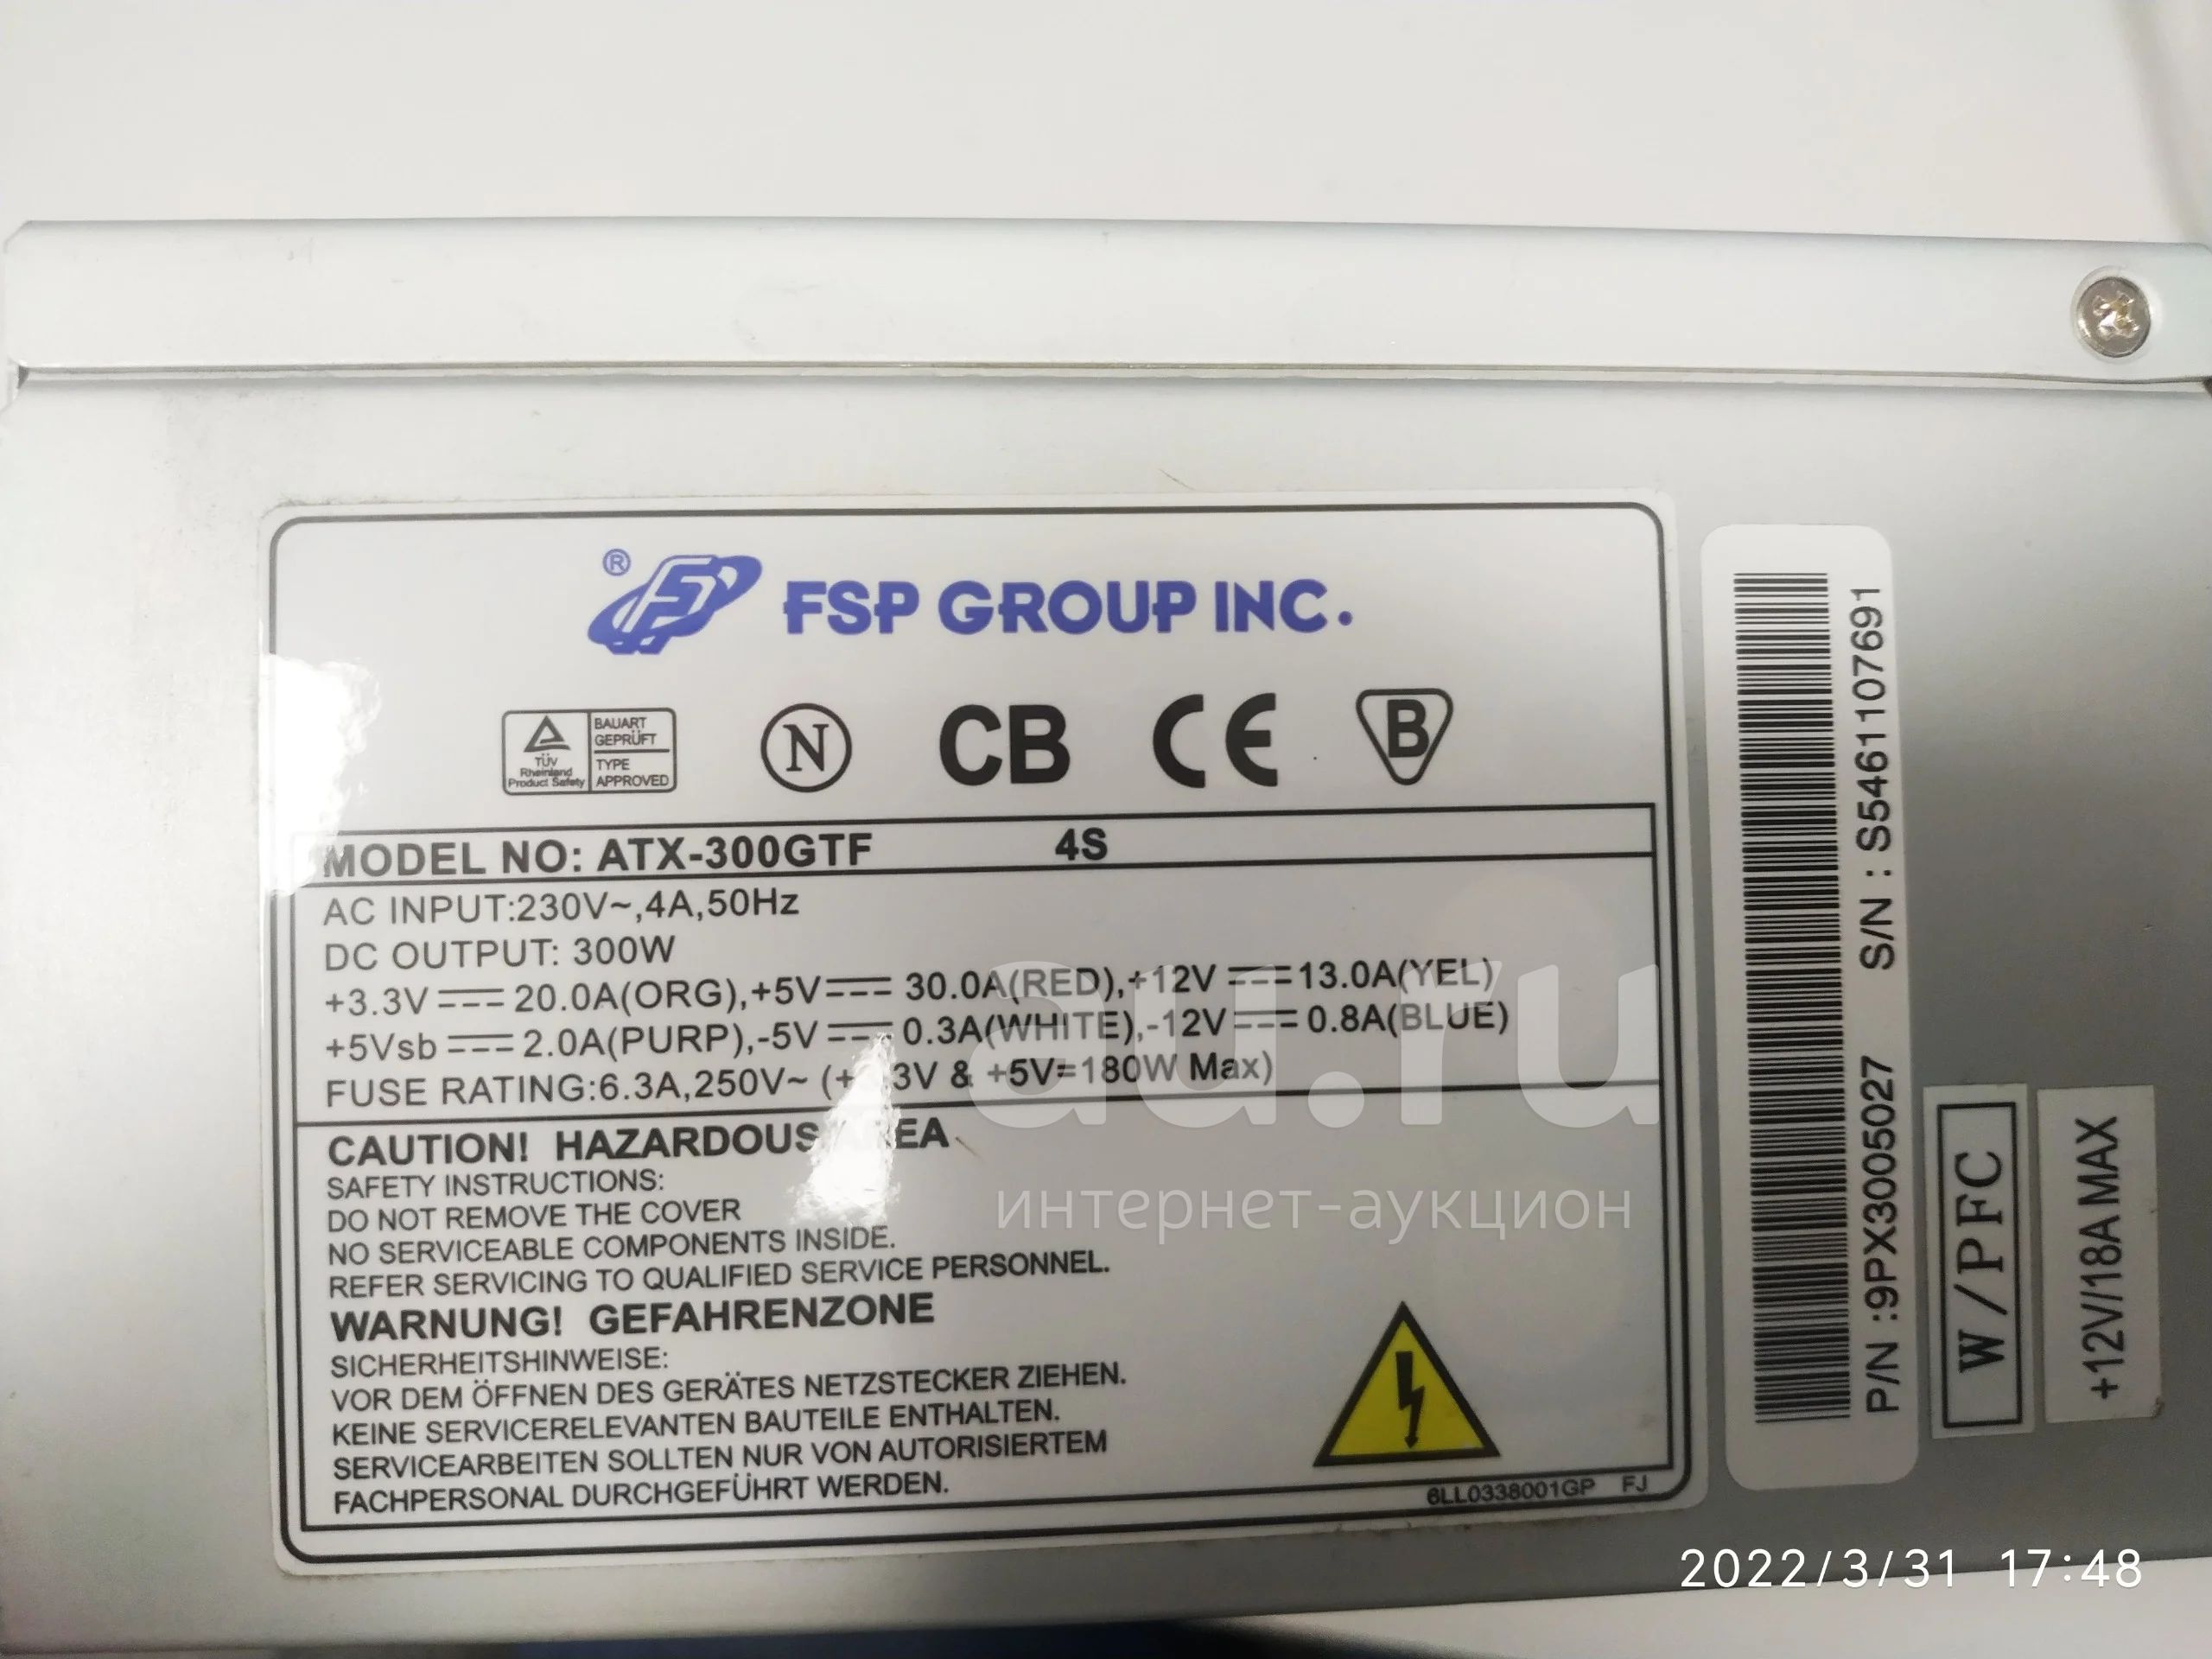 ® FSP GROUP INC.
TÜV
Rheinland
Product Safety
BAUART
GEPRÜFT
TYPE
APPROVED
N
CB
CE
B
MODEL NO: ATX-300GTF 4S
AC INPUT:230V~,4A,50Hz
DC OUTPUT: 300W
+3.3V⎓20.0A(ORG),+5V⎓30.0A(RED),+12V⎓13.0A(YEL)
+5Vsb⎓2.0A(PURP),-5V⎓0.3A(WHITE),-12V⎓0.8A(BLUE)
FUSE RATING:6.3A,250V~ & +5V=180W Max)
CAUTION! HAZARDOUS
SAFETY INSTRUCTIONS:
DO NOT REMOVE THE COVER
NO SERVICEABLE COMPONENTS INSIDE.
REFER SERVICING TO QUALIFIED SERVICE PERSONNEL.
WARNUNG! GEFAHRENZONE
SICHERHEITSHINWEISE:
VOR DEM ÖFFNEN DES GERÄTES NETZSTECKER ZIEHEN.
KEINE SERVICERELEVANTEN BAUTEILE ENTHALTEN.
SERVICEARBEITEN SOLLTEN NUR VON AUTORISIERTEM
FACHPERSONAL DURCHGEFÜHRT WERDEN.
6LL0338001GP FJ
P/N :9PX3005027 S/N : S5461107691
W/PFC
+12V/18A MAX
au.ru
интернет-аукцион
2022/3/31 17:48